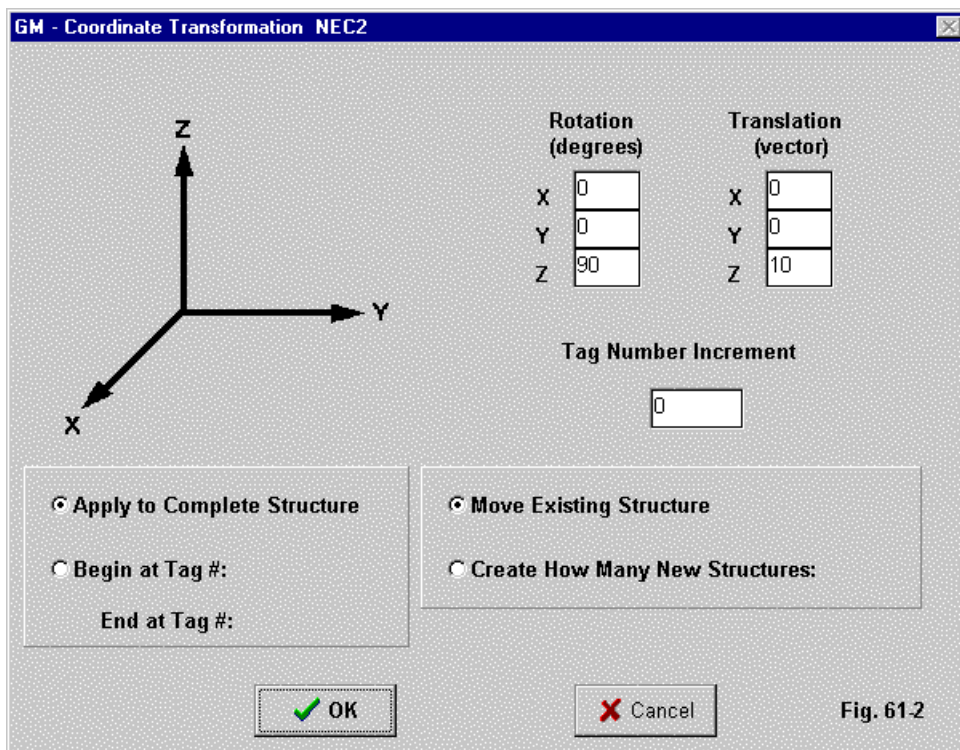 GM - Coordinate Transformation NEC2
Z
Y
X
Rotation
(degrees)
X 0
Y 0
Z 90
Translation
(vector)
X 0
Y 0
Z 10
Tag Number Increment
0
Apply to Complete Structure
Begin at Tag #:
End at Tag #:
Move Existing Structure
Create How Many New Structures:
OK
Cancel
Fig. 61-2